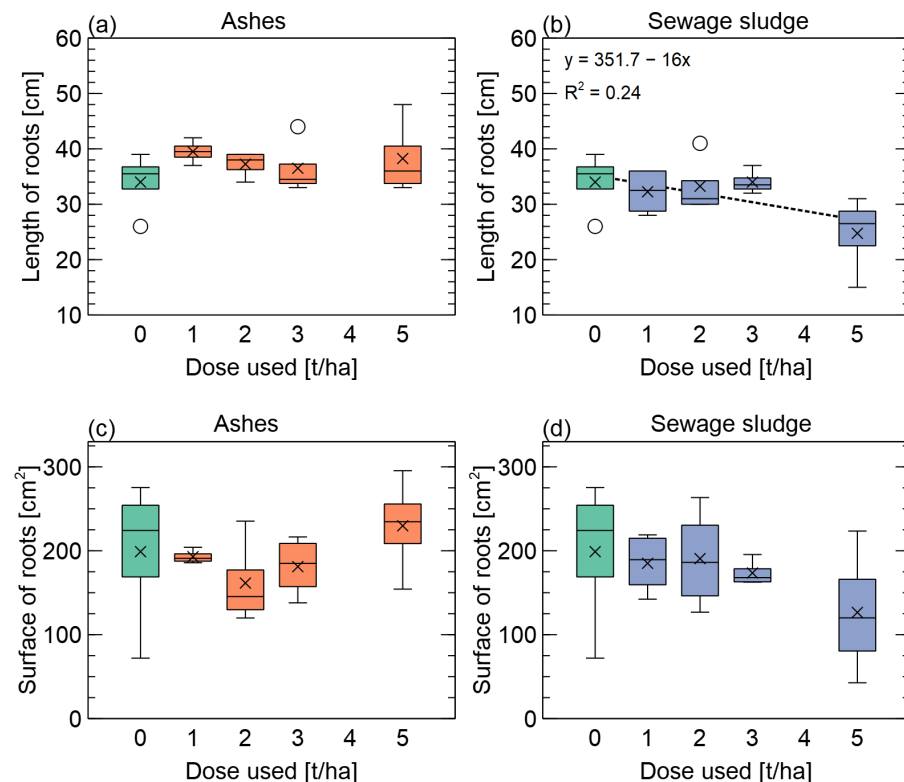 (a) Ashes
Length of roots [cm]
60
50
40
30
20
10
0 1 2 3 4 5
Dose used [t/ha]
(b) Sewage sludge
y = 351.7 − 16x
R² = 0.24
Length of roots [cm]
60
50
40
30
20
10
0 1 2 3 4 5
Dose used [t/ha]
(c) Ashes
Surface of roots [cm²]
300
200
100
0
0 1 2 3 4 5
Dose used [t/ha]
(d) Sewage sludge
Surface of roots [cm²]
300
200
100
0
0 1 2 3 4 5
Dose used [t/ha]